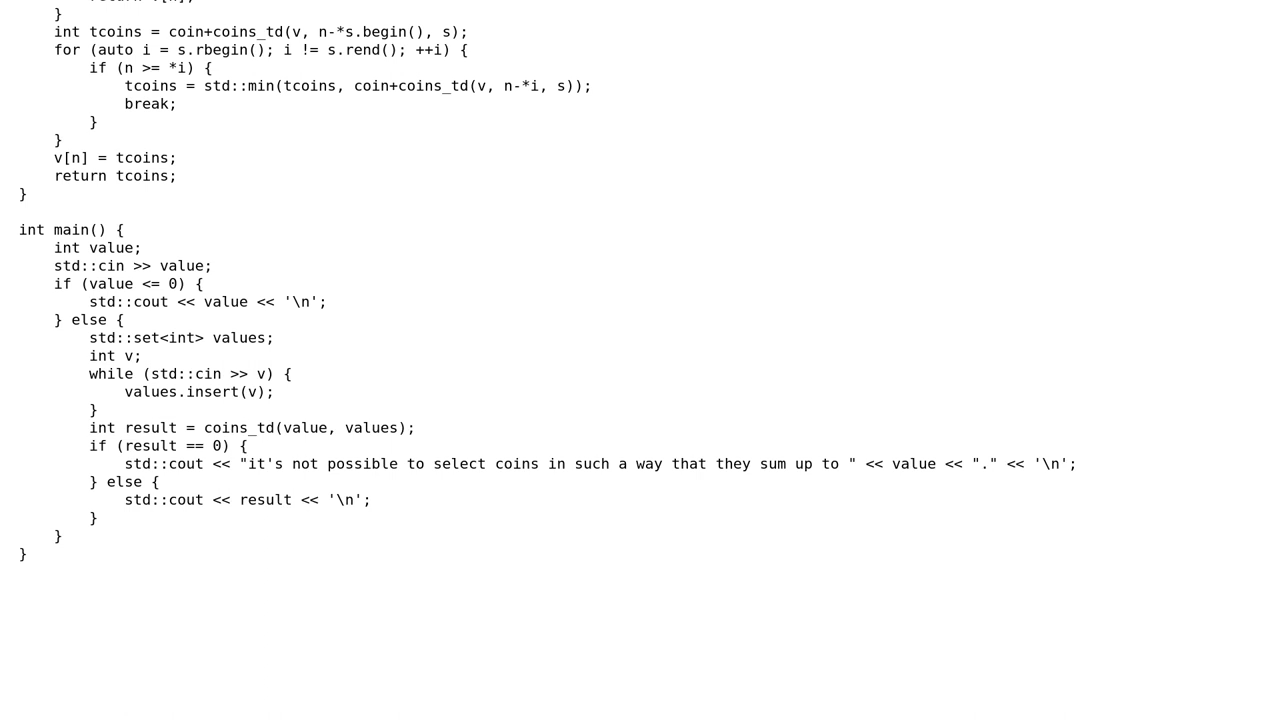 }
    int tcoins = coin+coins_td(v, n-*s.begin(), s);
    for (auto i = s.rbegin(); i != s.rend(); ++i) {
        if (n >= *i) {
            tcoins = std::min(tcoins, coin+coins_td(v, n-*i, s));
            break;
        }
    }
    v[n] = tcoins;
    return tcoins;
}

int main() {
    int value;
    std::cin >> value;
    if (value <= 0) {
        std::cout << value << '\n';
    } else {
        std::set<int> values;
        int v;
        while (std::cin >> v) {
            values.insert(v);
        }
        int result = coins_td(value, values);
        if (result == 0) {
            std::cout << "it's not possible to select coins in such a way that they sum up to " << value << "." << '\n';
        } else {
            std::cout << result << '\n';
        }
    }
}